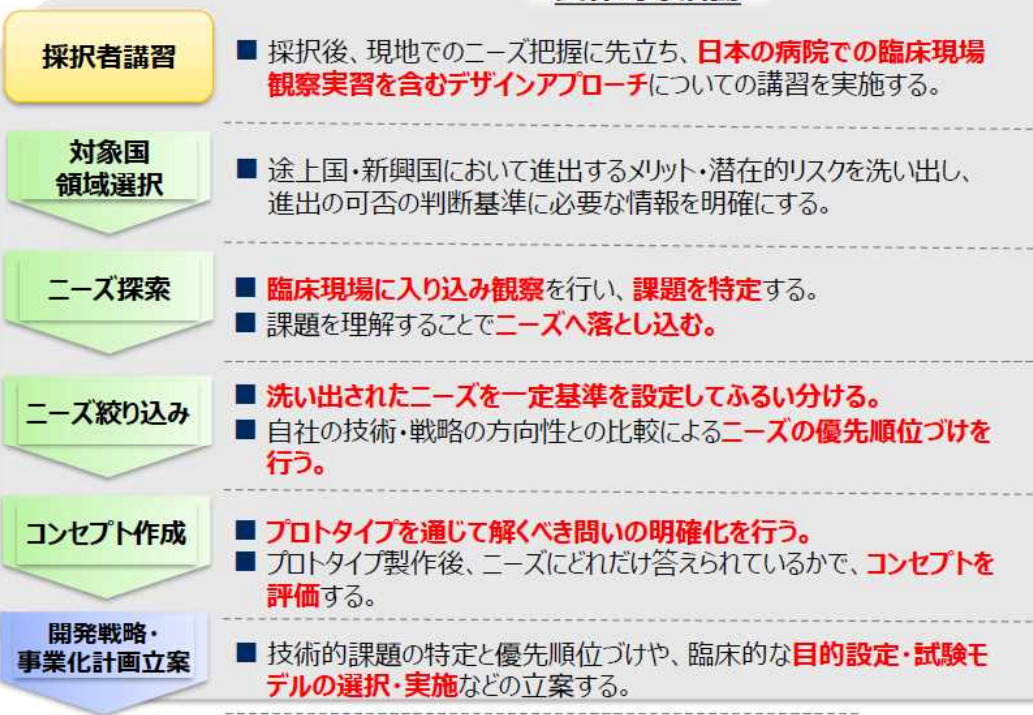 採択者講習
■ 採択後、現地でのニーズ把握に先立ち、日本の病院での臨床現場
観察実習を含むデザインアプローチについての講習を実施する。
対象国
領域選択
■ 途上国・新興国において進出するメリット・潜在的リスクを洗い出し、
進出の可否の判断基準に必要な情報を明確にする。
ニーズ探索
■ 臨床現場に入り込み観察を行い、課題を特定する。
■ 課題を理解することでニーズへ落とし込む。
ニーズ絞り込み
■ 洗い出されたニーズを一定基準を設定してふるい分ける。
■ 自社の技術・戦略の方向性との比較によるニーズの優先順位づけを
行う。
コンセプト作成
■ プロトタイプを通じて解くべき問いの明確化を行う。
■ プロトタイプ製作後、ニーズにどれだけ答えられているかで、コンセプトを
評価する。
開発戦略・
事業化計画立案
■ 技術的課題の特定と優先順位づけや、臨床的な目的設定・試験モ
デルの選択・実施などの立案する。